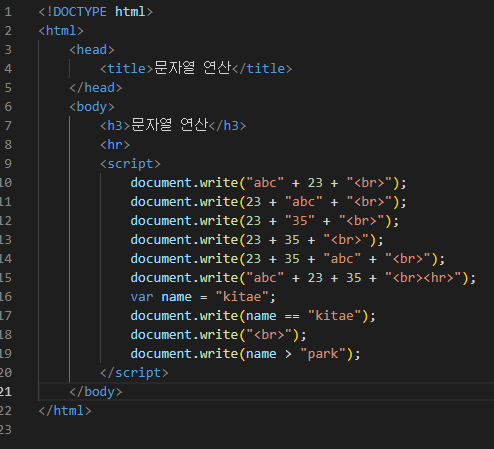 1 <!DOCTYPE html>
2 <html>
3 <head>
4 <title>문자열 연산</title>
5 </head>
6 <body>
7 <h3>문자열 연산</h3>
8 <hr>
9 <script>
10 document.write("abc" + 23 + "<br>");
11 document.write(23 + "abc" + "<br>");
12 document.write(23 + "35" + "<br>");
13 document.write(23 + 35 + "<br>");
14 document.write(23 + 35 + "abc" + "<br>");
15 document.write("abc" + 23 + 35 + "<br><hr>");
16 var name = "kitae";
17 document.write(name == "kitae");
18 document.write("<br>");
19 document.write(name > "park");
20 </script>
21 </body>
22 </html>
23